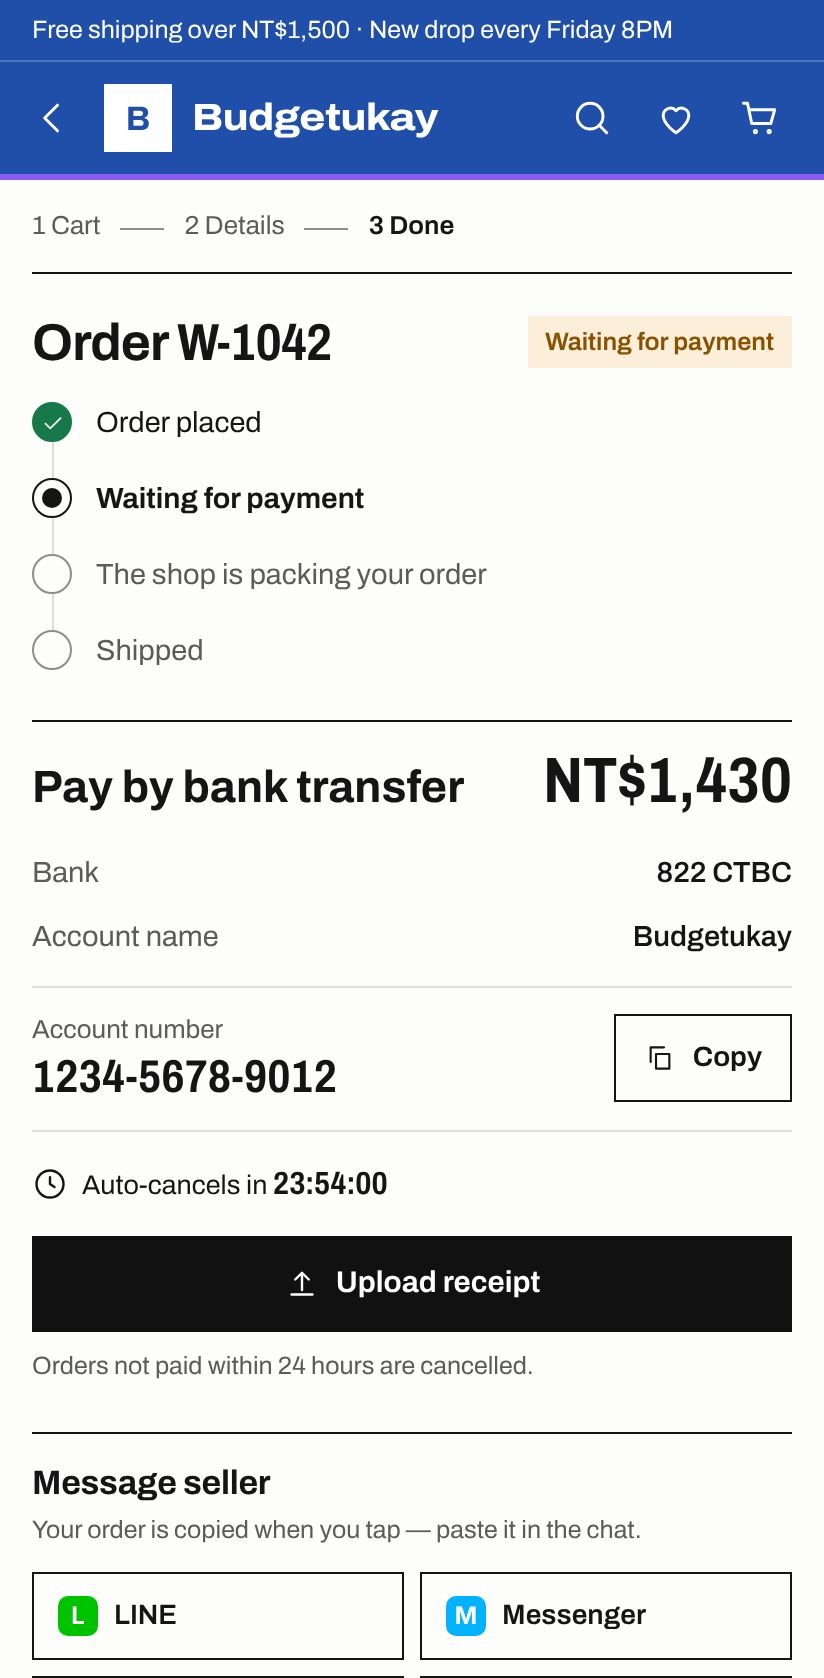 Free shipping over NT$1,500 · New drop every Friday 8PM
B Budgetukay
1 Cart 2 Details 3 Done
Order W-1042 Waiting for payment
Order placed
Waiting for payment
The shop is packing your order
Shipped
Pay by bank transfer NT$1,430
Bank 822 CTBC
Account name Budgetukay
Account number
1234-5678-9012 Copy
Auto-cancels in 23:54:00
Upload receipt
Orders not paid within 24 hours are cancelled.
Message seller
Your order is copied when you tap — paste it in the chat.
L LINE M Messenger